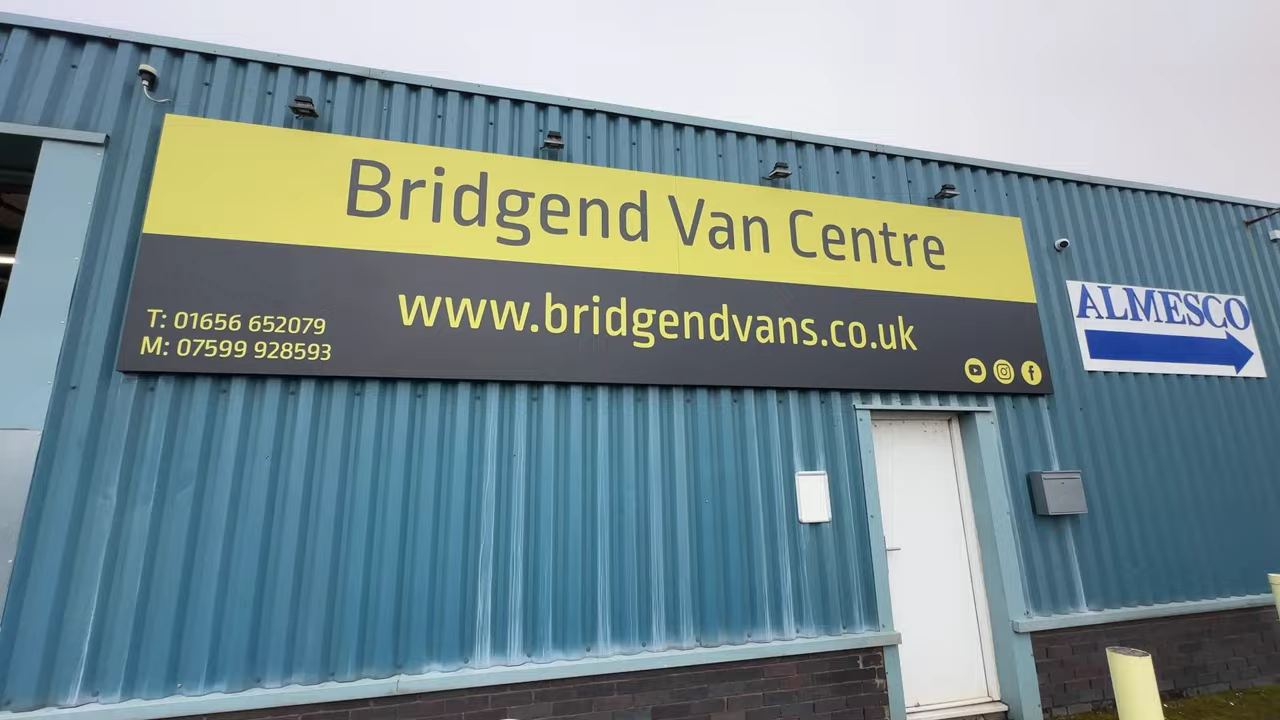 Bridgend Van Centre
www.bridgendvans.co.uk
T: 01656 652079
M: 07599 928593
ALMESCO